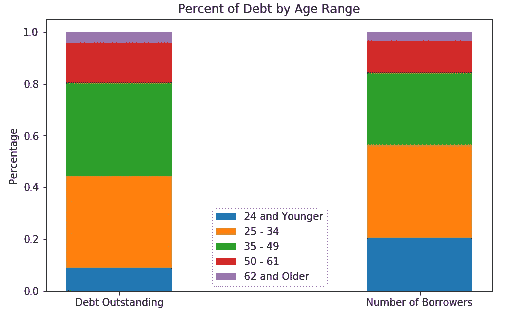 Percent of Debt by Age Range
Percentage
1.0
0.8
0.6
0.4
0.2
0.0
24 and Younger
25 - 34
35 - 49
50 - 61
62 and Older
Debt Outstanding
Number of Borrowers